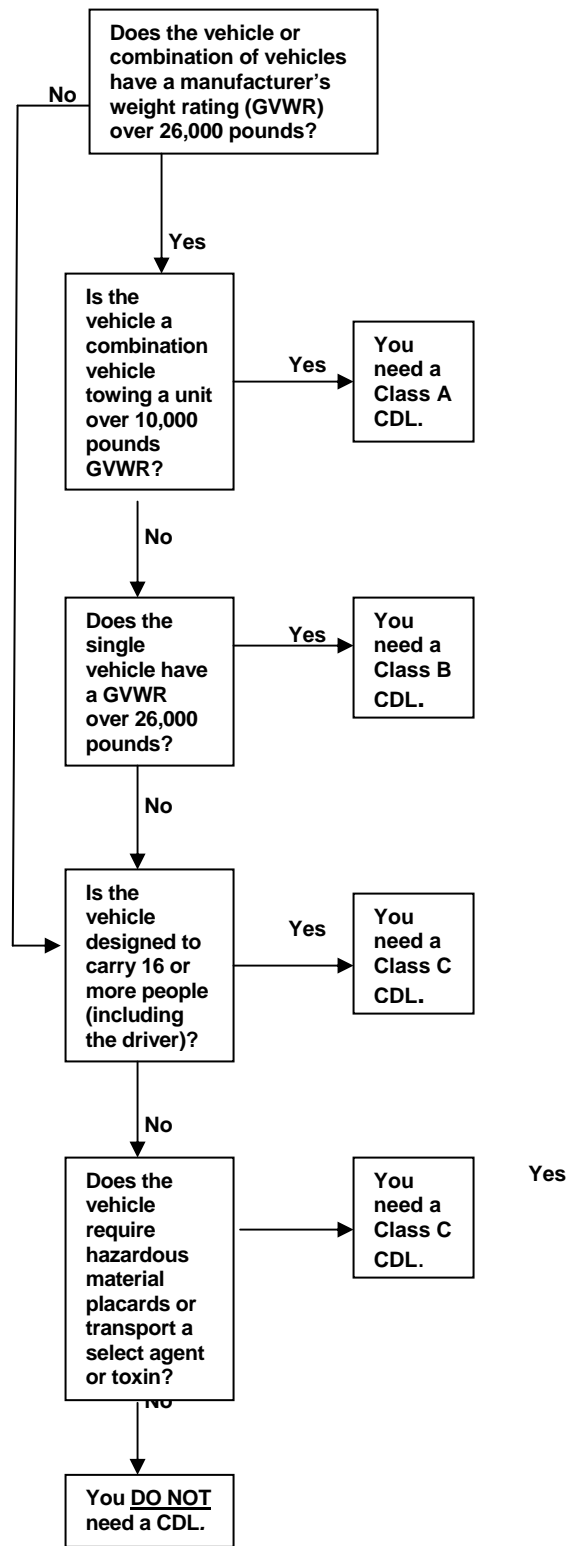 Does the vehicle or
combination of vehicles
have a manufacturer’s
weight rating (GVWR)
over 26,000 pounds?
No
Yes
Is the
vehicle a
combination
vehicle
towing a unit
over 10,000
pounds
GVWR?
Yes
You
need a
Class A
CDL.
No
Does the
single
vehicle have
a GVWR
over 26,000
pounds?
Yes
You
need a
Class B
CDL.
No
Is the
vehicle
designed to
carry 16 or
more people
(including
the driver)?
Yes
You
need a
Class C
CDL.
No
Does the
vehicle
require
hazardous
material
placards or
transport a
select agent
or toxin?
You
need a
Class C
CDL.
Yes
No
You DO NOT
need a CDL.